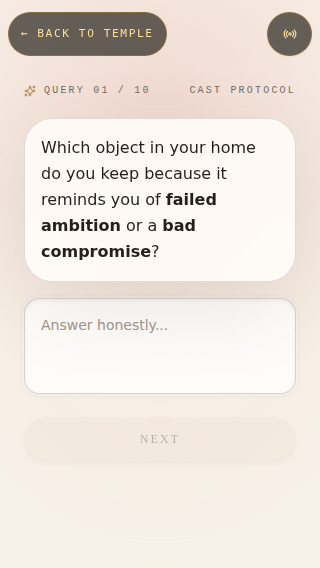 ← BACK TO TEMPLE
QUERY 01 / 10 CAST PROTOCOL
Which object in your home
do you keep because it
reminds you of failed
ambition or a bad
compromise?
Answer honestly...
NEXT